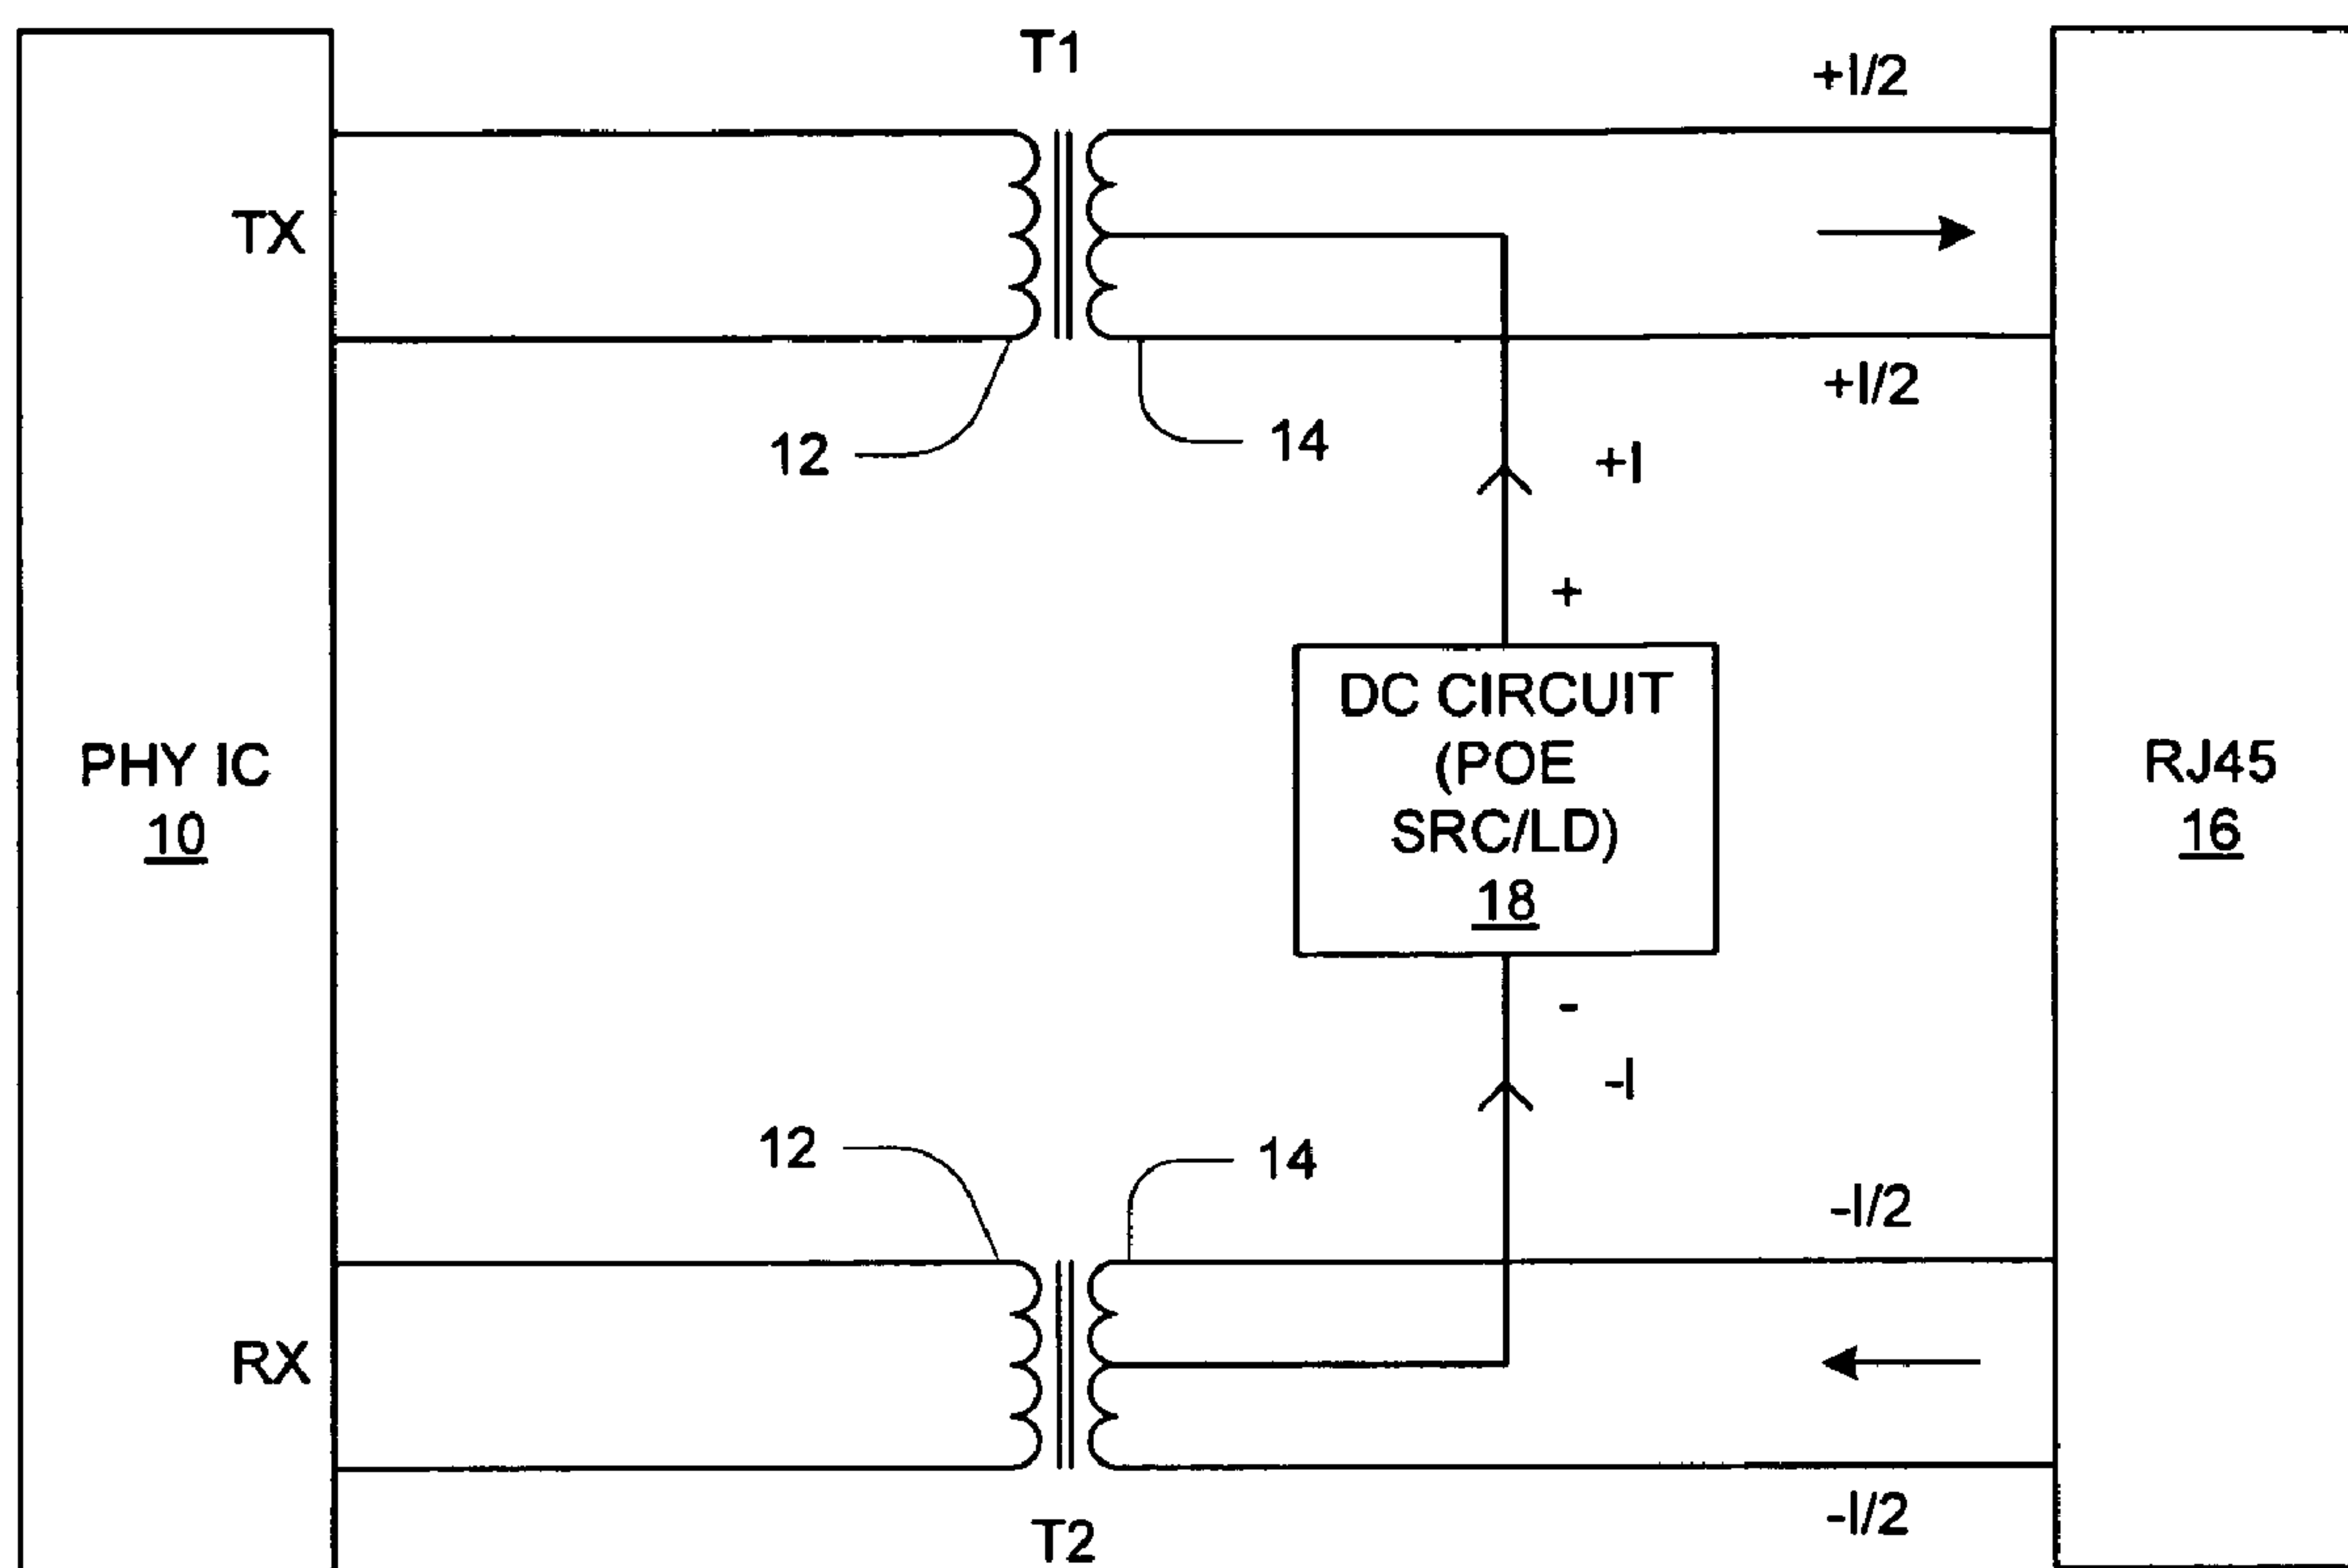 T1
+I/2
TX
+I/2
12
14
+I
+
DC CIRCUIT
(POE
SRC/LD)
18
PHY IC
10
RJ45
16
-
-I
12
14
-I/2
RX
-I/2
T2